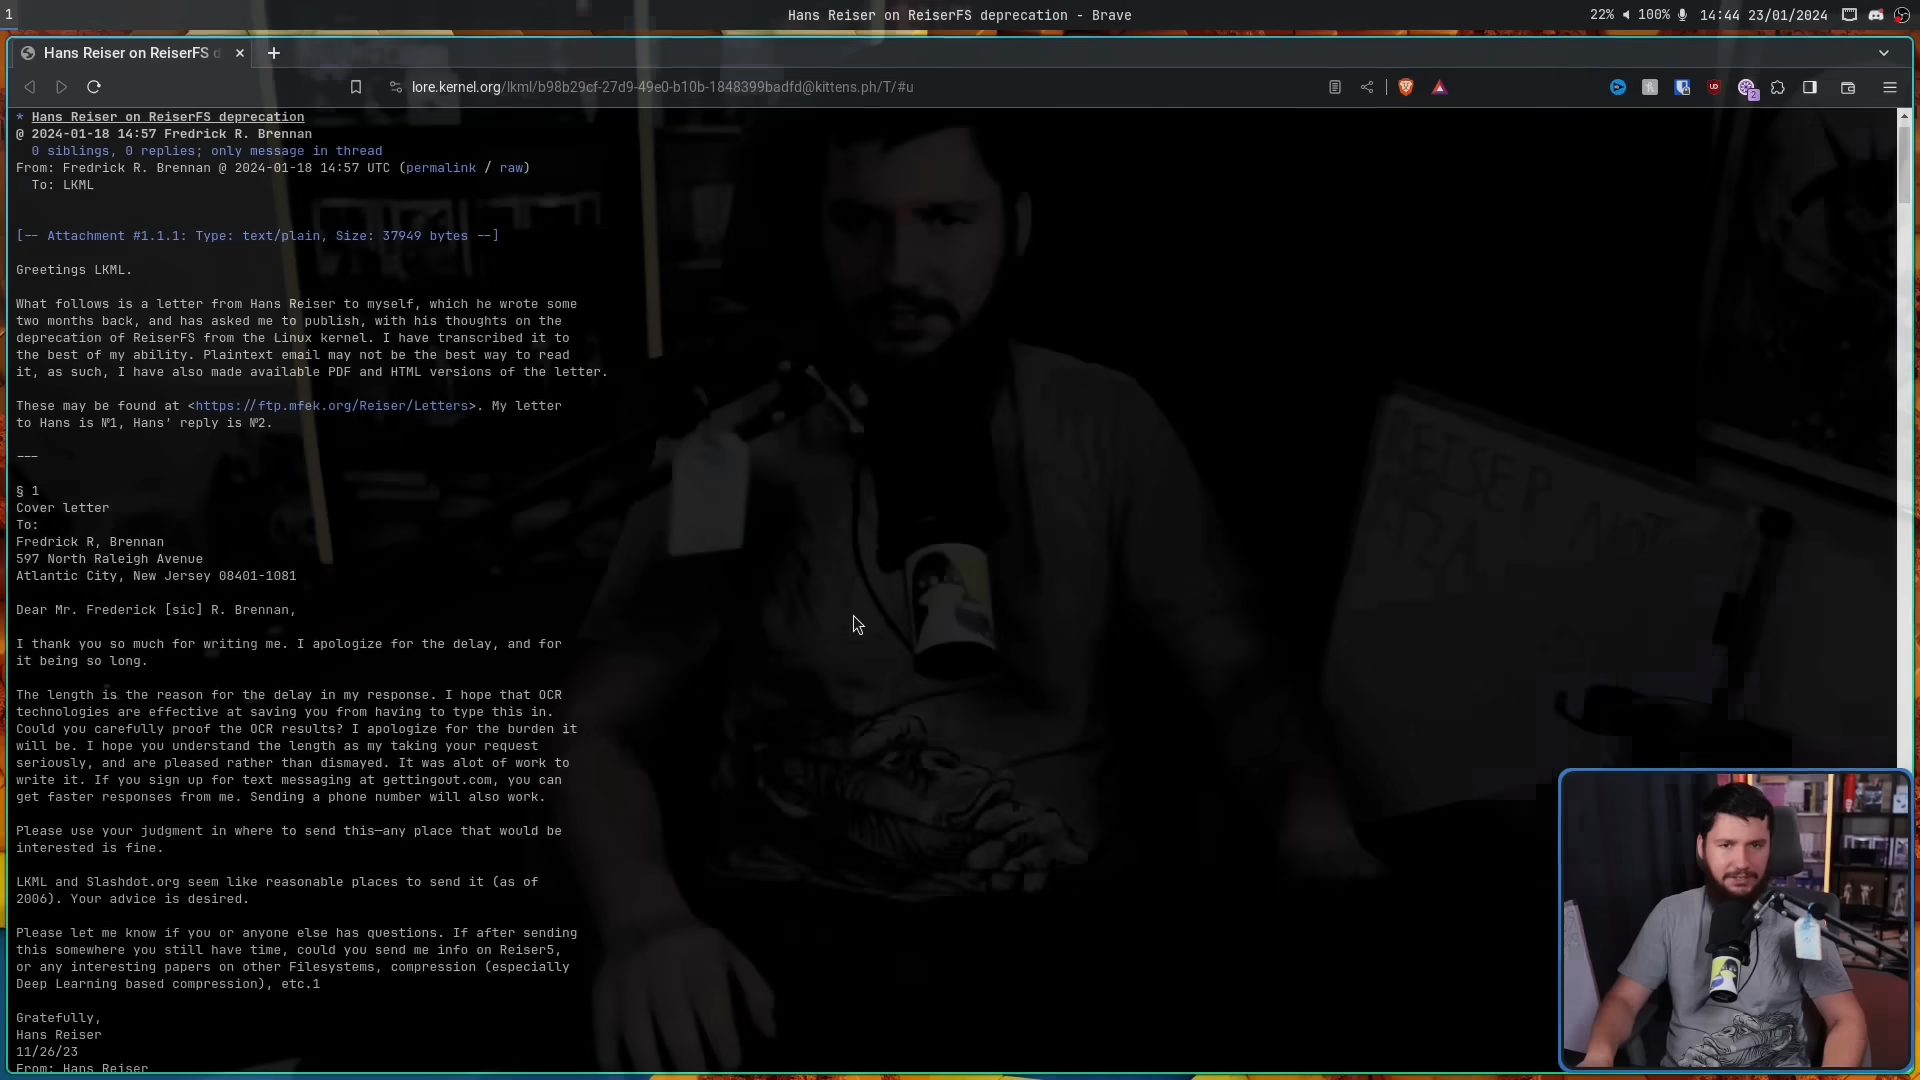 1
Hans Reiser on ReiserFS deprecation - Brave
22% 100% 14:44 23/01/2024
Hans Reiser on ReiserFS d
lore.kernel.org/lkml/b98b29cf-27d9-49e0-b10b-1848399badfd@kittens.ph/T/#u
2
* Hans Reiser on ReiserFS deprecation
@ 2024-01-18 14:57 Fredrick R. Brennan
0 siblings, 0 replies; only message in thread
From: Fredrick R. Brennan @ 2024-01-18 14:57 UTC (permalink / raw)
To: LKML
[-- Attachment #1.1.1: Type: text/plain, Size: 37949 bytes --]
Greetings LKML.
What follows is a letter from Hans Reiser to myself, which he wrote some
two months back, and has asked me to publish, with his thoughts on the
deprecation of ReiserFS from the Linux kernel. I have transcribed it to
the best of my ability. Plaintext email may not be the best way to read
it, as such, I have also made available PDF and HTML versions of the letter.
These may be found at <https://ftp.mfek.org/Reiser/Letters>. My letter
to Hans is №1, Hans' reply is №2.
---
§ 1
Cover letter
To:
Fredrick R, Brennan
597 North Raleigh Avenue
Atlantic City, New Jersey 08401-1081
Dear Mr. Frederick [sic] R. Brennan,
I thank you so much for writing me. I apologize for the delay, and for
it being so long.
The length is the reason for the delay in my response. I hope that OCR
technologies are effective at saving you from having to type this in.
Could you carefully proof the OCR results? I apologize for the burden it
will be. I hope you understand the length as my taking your request
seriously, and are pleased rather than dismayed. It was alot of work to
write it. If you sign up for text messaging at gettingout.com, you can
get faster responses from me. Sending a phone number will also work.
Please use your judgment in where to send this—any place that would be
interested is fine.
LKML and Slashdot.org seem like reasonable places to send it (as of
2006). Your advice is desired.
Please let me know if you or anyone else has questions. If after sending
this somewhere you still have time, could you send me info on Reiser5,
or any interesting papers on other Filesystems, compression (especially
Deep Learning based compression), etc.1
Gratefully,
Hans Reiser
11/26/23
From: Hans Reiser